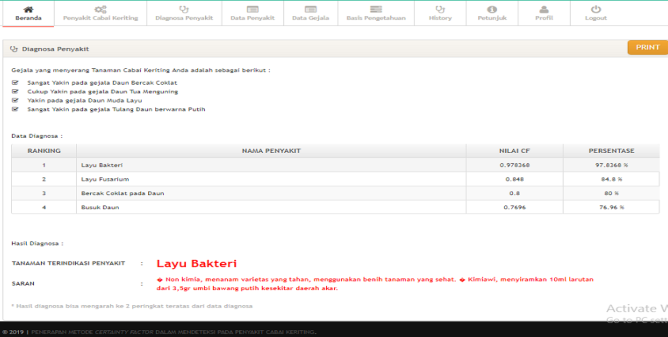 Beranda Penyakit Cabai Keriting Diagnosa Penyakit Data Penyakit Data Gejala Basis Pengetahuan History Petunjuk Profil Logout
Diagnosa Penyakit PRINT
Gejala yang menyerang Tanaman Cabai Keriting Anda adalah sebagai berikut :
Sangat Yakin pada gejala Daun Bercak Coklat
Cukup Yakin pada gejala Daun Tua Menguning
Yakin pada gejala Daun Muda Layu
Sangat Yakin pada gejala Tulang Daun berwarna Putih
Data Diagnosa :
RANKING NAMA PENYAKIT NILAI CF PERSENTASE
1 Layu Bakteri 0.978368 97.8368 %
2 Layu Fusarium 0.848 84.8 %
3 Bercak Coklat pada Daun 0.8 80 %
4 Busuk Daun 0.7696 76.96 %
Hasil Diagnosa :
TANAMAN TERINDIKASI PENYAKIT : Layu Bakteri
SARAN : � Non kimia, menanam varietas yang tahan, menggunakan benih tanaman yang sehat. � Kimiawi, menyiramkan 10ml larutan
dari 3,5gr umbi bawang putih kesekitar daerah akar.
* Hasil diagnosa bisa mengarah ke 2 peringkat teratas dari data diagnosa
Activate W
Go to PC sett
© 2019 | PENERAPAN METODE CERTAINTY FACTOR DALAM MENDETEKSI PADA PENYAKIT CABAI KERITING.